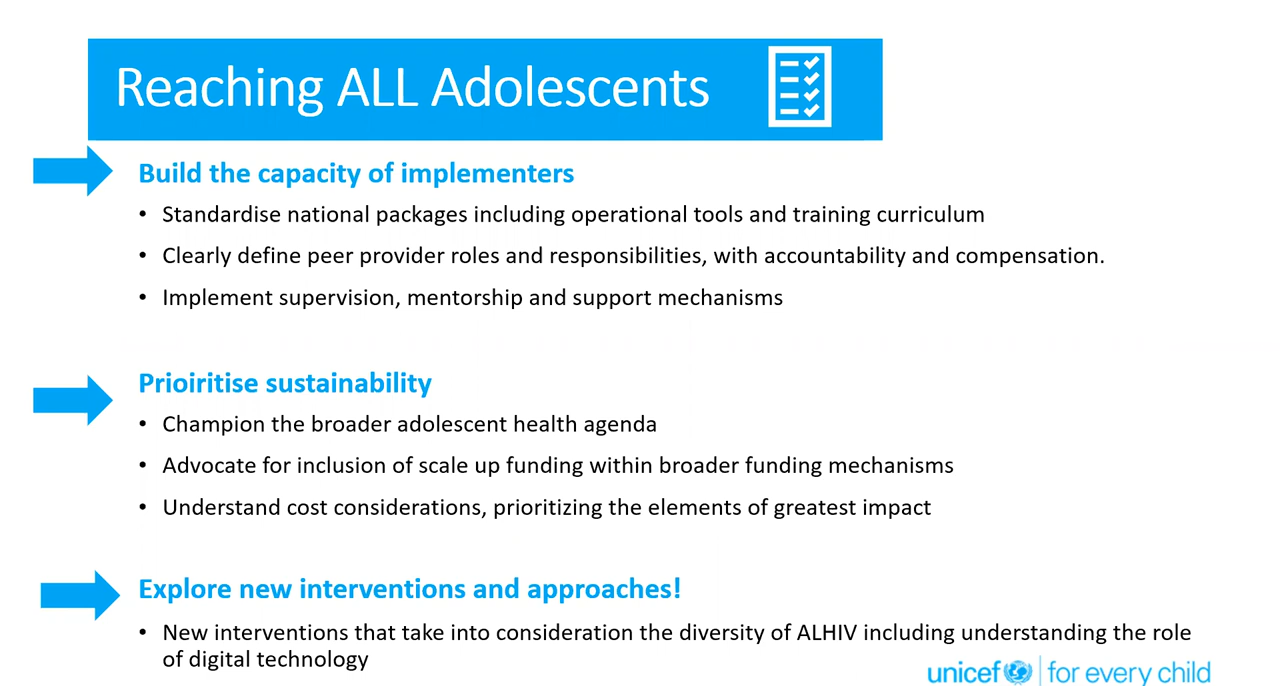 Reaching ALL Adolescents
Build the capacity of implementers
• Standardise national packages including operational tools and training curriculum
• Clearly define peer provider roles and responsibilities, with accountability and compensation.
• Implement supervision, mentorship and support mechanisms
Prioiritise sustainability
• Champion the broader adolescent health agenda
• Advocate for inclusion of scale up funding within broader funding mechanisms
• Understand cost considerations, prioritizing the elements of greatest impact
Explore new interventions and approaches!
• New interventions that take into consideration the diversity of ALHIV including understanding the role
of digital technology
unicef | for every child